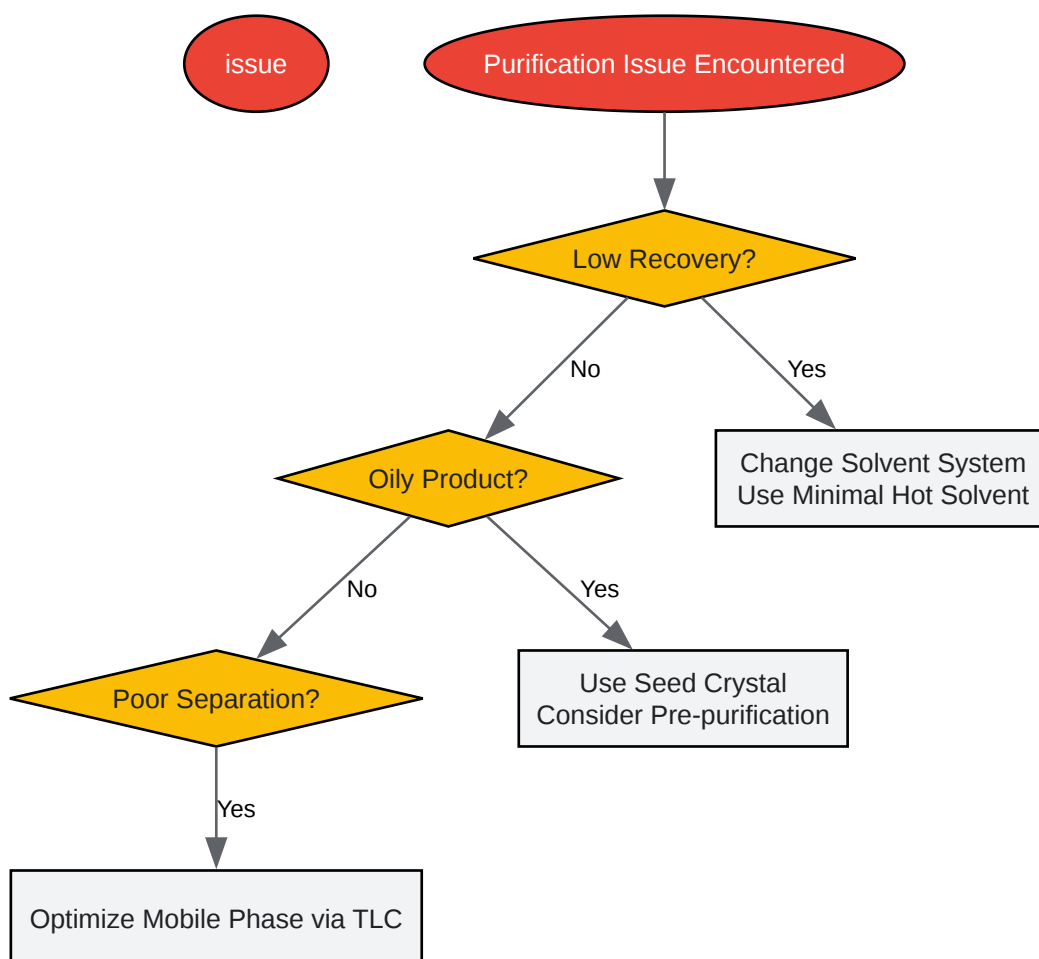 issue
Purification Issue Encountered
Low Recovery?
No
Yes
Oily Product?
Change Solvent System
Use Minimal Hot Solvent
No
Yes
Poor Separation?
Use Seed Crystal
Consider Pre-purification
Yes
Optimize Mobile Phase via TLC